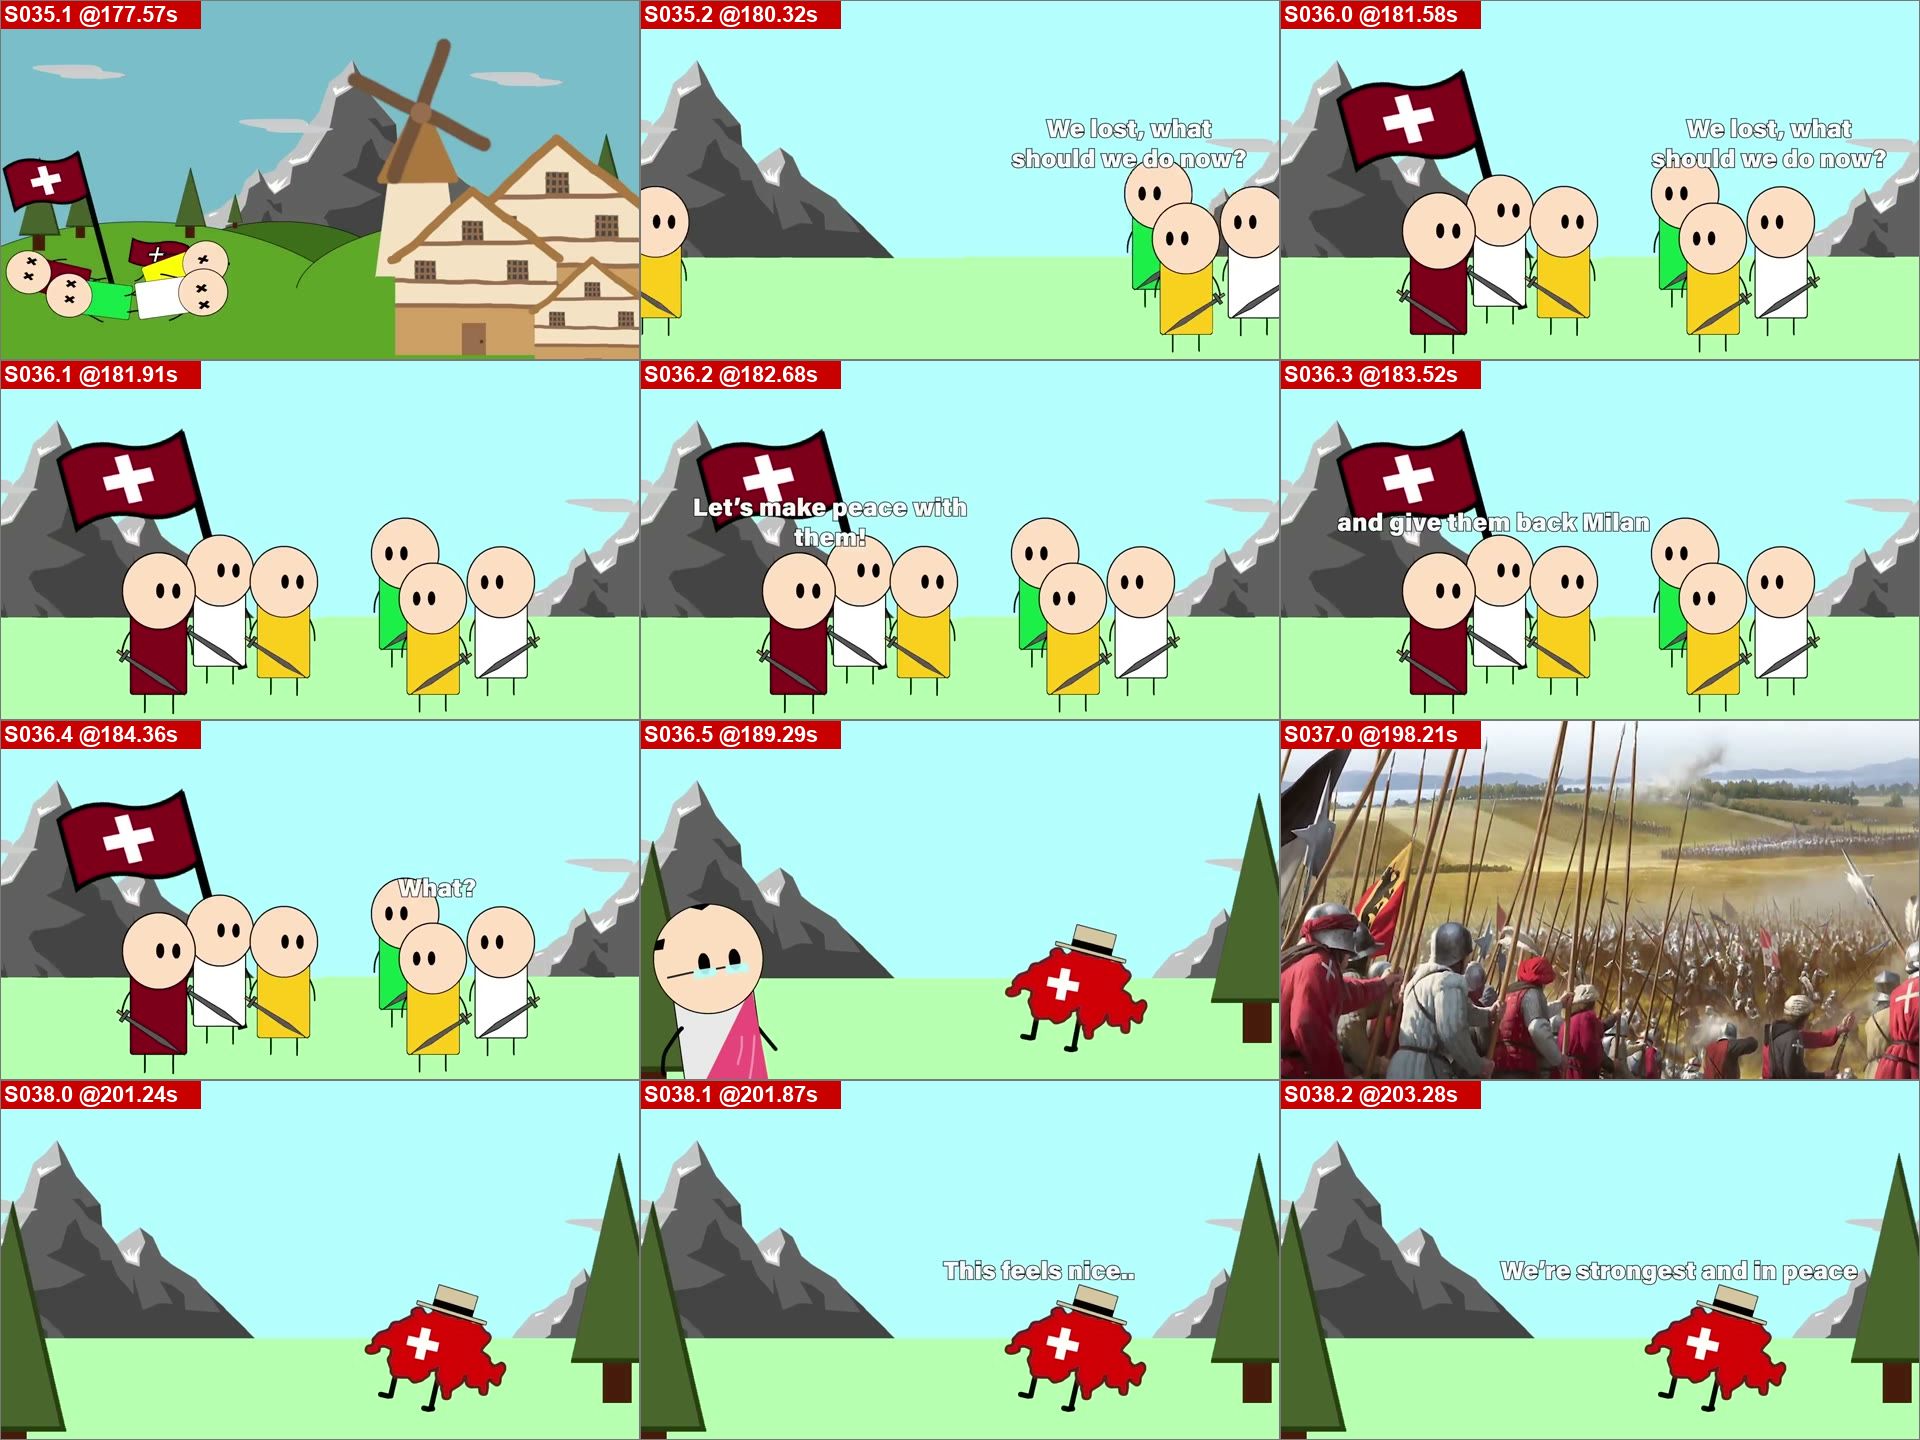 S035.1 @177.57s
S035.2 @180.32s
We lost, what
should we do now?
S036.0 @181.58s
We lost, what
should we do now?
S036.1 @181.91s
S036.2 @182.68s
Let's make peace with
them!
S036.3 @183.52s
and give them back Milan
S036.4 @184.36s
What?
S036.5 @189.29s
S037.0 @198.21s
S038.0 @201.24s
S038.1 @201.87s
This feels nice..
S038.2 @203.28s
We're strongest and in peace